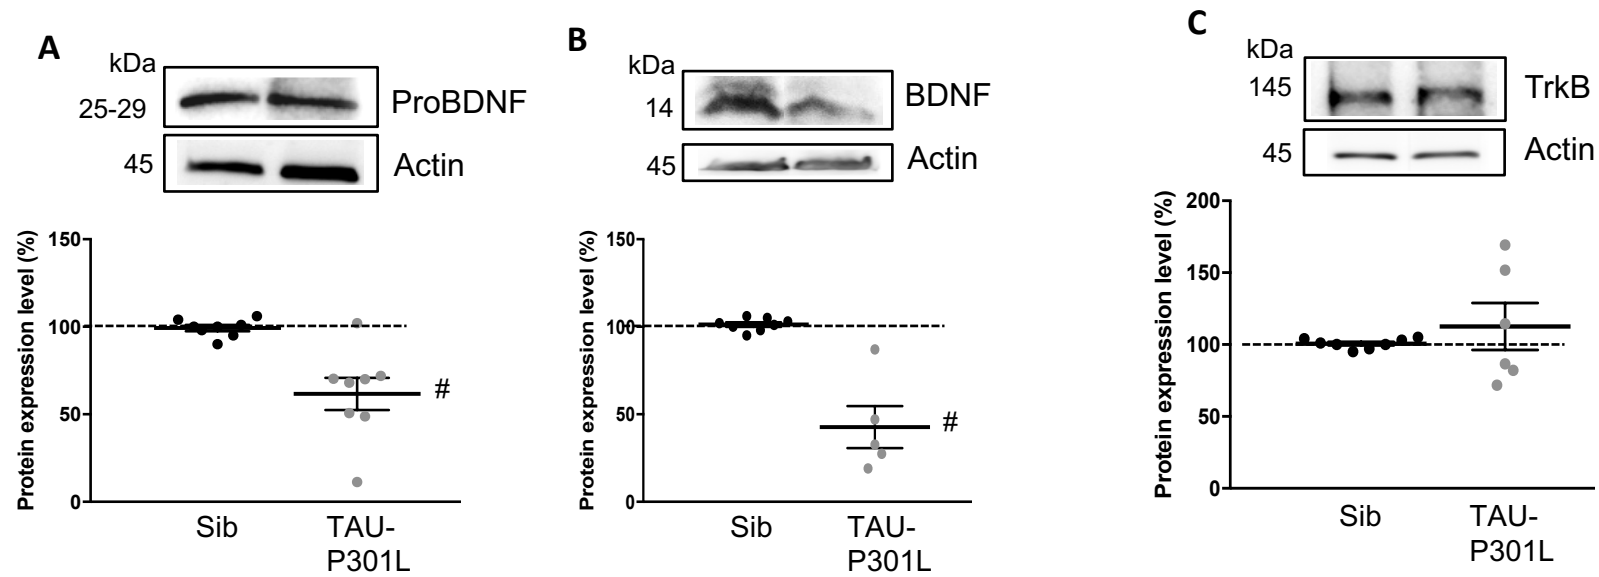 A
kDa
25-29
ProBDNF
45
Actin
Protein expression level (%)
150
100
50
0
#
Sib
TAU-
P301L
B
kDa
14
BDNF
45
Actin
Protein expression level (%)
150
100
50
0
#
Sib
TAU-
P301L
C
kDa
145
TrkB
45
Actin
Protein expression level (%)
200
150
100
50
0
Sib
TAU-
P301L